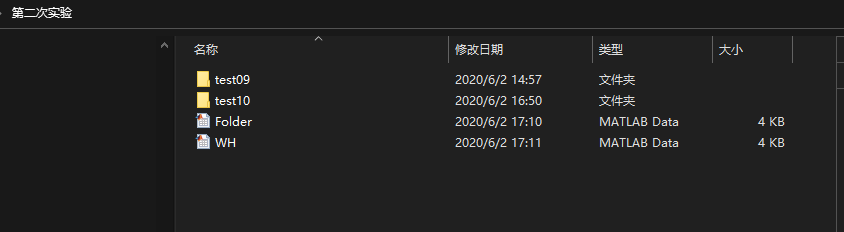 第二次实验
名称 修改日期 类型 大小
test09 2020/6/2 14:57 文件夹
test10 2020/6/2 16:50 文件夹
Folder 2020/6/2 17:10 MATLAB Data 4 KB
WH 2020/6/2 17:11 MATLAB Data 4 KB